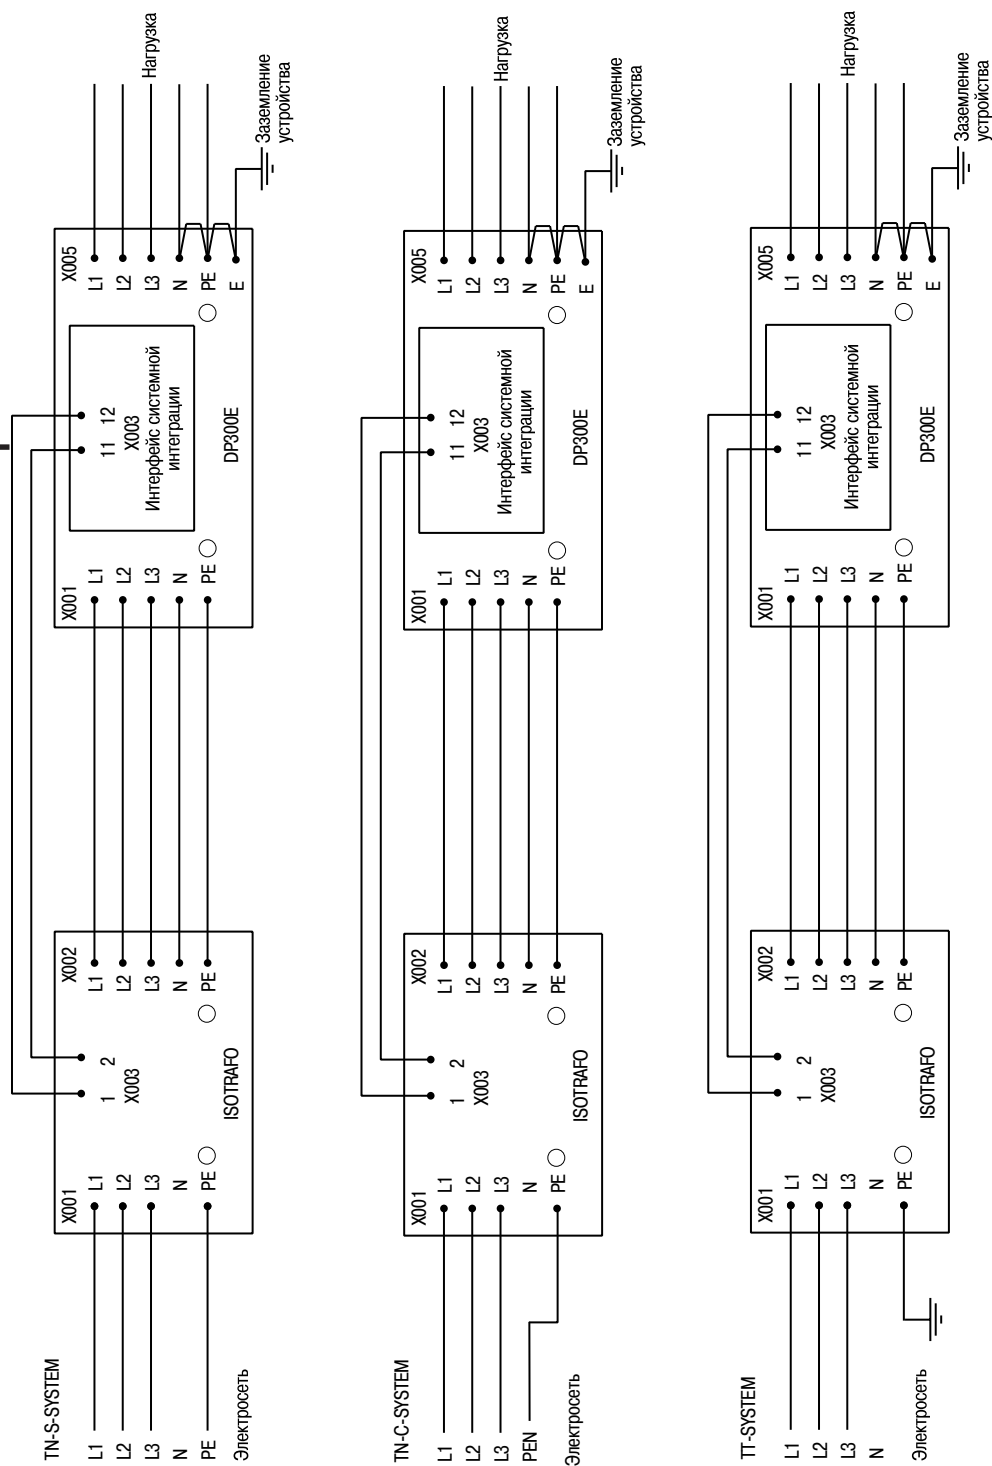 TN-S-SYSTEM
L1
L2
L3
N
PE
Электросеть
X001
L1
L2
L3
N
PE
1 2
X003
ISOTRAFO
X002
L1
L2
L3
N
PE
X001
L1
L2
L3
N
PE
11 12
X003
Интерфейс системной
интеграции
DP300E
X005
L1
L2
L3
N
PE
E
Нагрузка
Заземление
устройства
TN-C-SYSTEM
L1
L2
L3
PEN
Электросеть
X001
L1
L2
L3
N
PE
1 2
X003
ISOTRAFO
X002
L1
L2
L3
N
PE
X001
L1
L2
L3
N
PE
11 12
X003
Интерфейс системной
интеграции
DP300E
X005
L1
L2
L3
N
PE
E
Нагрузка
Заземление
устройства
TT-SYSTEM
L1
L2
L3
N
Электросеть
X001
L1
L2
L3
N
PE
1 2
X003
ISOTRAFO
X002
L1
L2
L3
N
PE
X001
L1
L2
L3
N
PE
11 12
X003
Интерфейс системной
интеграции
DP300E
X005
L1
L2
L3
N
PE
E
Нагрузка
Заземление
устройства